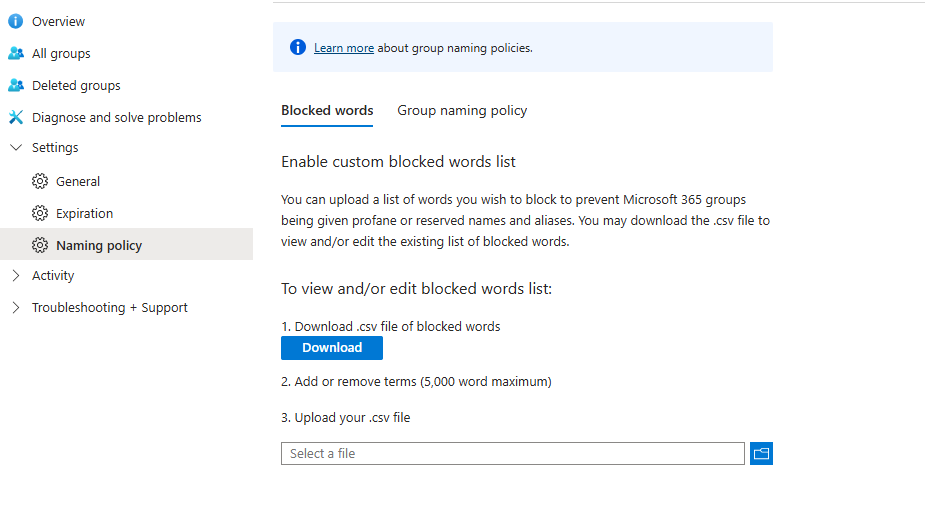 Overview
All groups
Deleted groups
Diagnose and solve problems
Settings
General
Expiration
Naming policy
Activity
Troubleshooting + Support
Learn more about group naming policies.
Blocked words
Group naming policy
Enable custom blocked words list
You can upload a list of words you wish to block to prevent Microsoft 365 groups
being given profane or reserved names and aliases. You may download the .csv file to
view and/or edit the existing list of blocked words.
To view and/or edit blocked words list:
1. Download .csv file of blocked words
Download
2. Add or remove terms (5,000 word maximum)
3. Upload your .csv file
Select a file